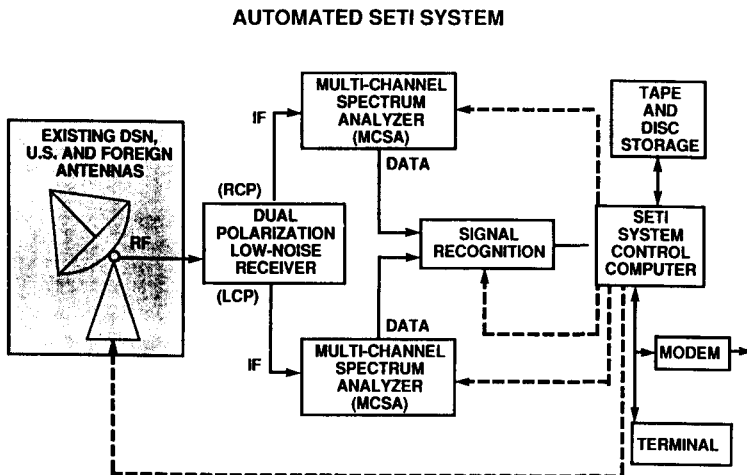 AUTOMATED SETI SYSTEM
EXISTING DSN,
U.S. AND FOREIGN
ANTENNAS
RF
(RCP)
IF
DUAL
POLARIZATION
LOW-NOISE
RECEIVER
(LCP)
IF
MULTI-CHANNEL
SPECTRUM
ANALYZER
(MCSA)
DATA
SIGNAL
RECOGNITION
DATA
MULTI-CHANNEL
SPECTRUM
ANALYZER
(MCSA)
TAPE
AND
DISC
STORAGE
SETI
SYSTEM
CONTROL
COMPUTER
MODEM
TERMINAL